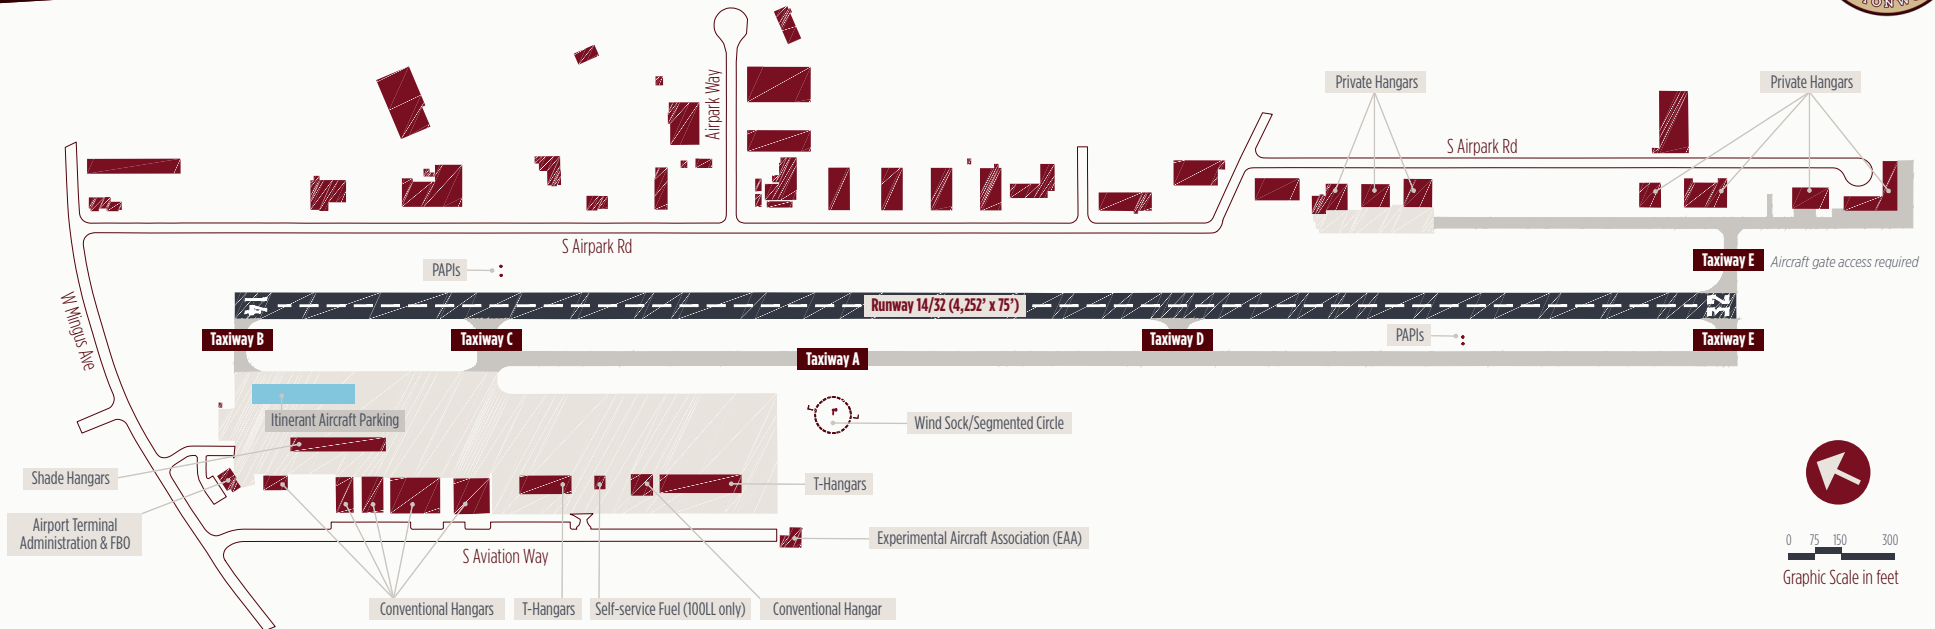 ONW
Airpark Way
Private Hangars
Private Hangars
S Airpark Rd
S Airpark Rd
PAPIs
Taxiway E
Aircraft gate access required
W Mingus Ave
14
Runway 14/32 (4,252’ x 75’)
32
Taxiway B
Taxiway C
Taxiway D
PAPIs
Taxiway E
Taxiway A
Itinerant Aircraft Parking
Wind Sock/Segmented Circle
Shade Hangars
T-Hangars
Airport Terminal
Administration & FBO
Experimental Aircraft Association (EAA)
S Aviation Way
Conventional Hangars
T-Hangars
Self-service Fuel (100LL only)
Conventional Hangar
0 75 150 300
Graphic Scale in feet